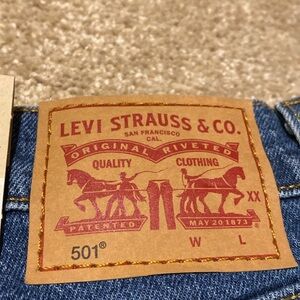 LEVI STRAUSS & CO.
SAN FRANCISCO
CAL.
ORIGINAL RIVETED
QUALITY CLOTHING
XX
PATENTED MAY 20 1873
501® W L